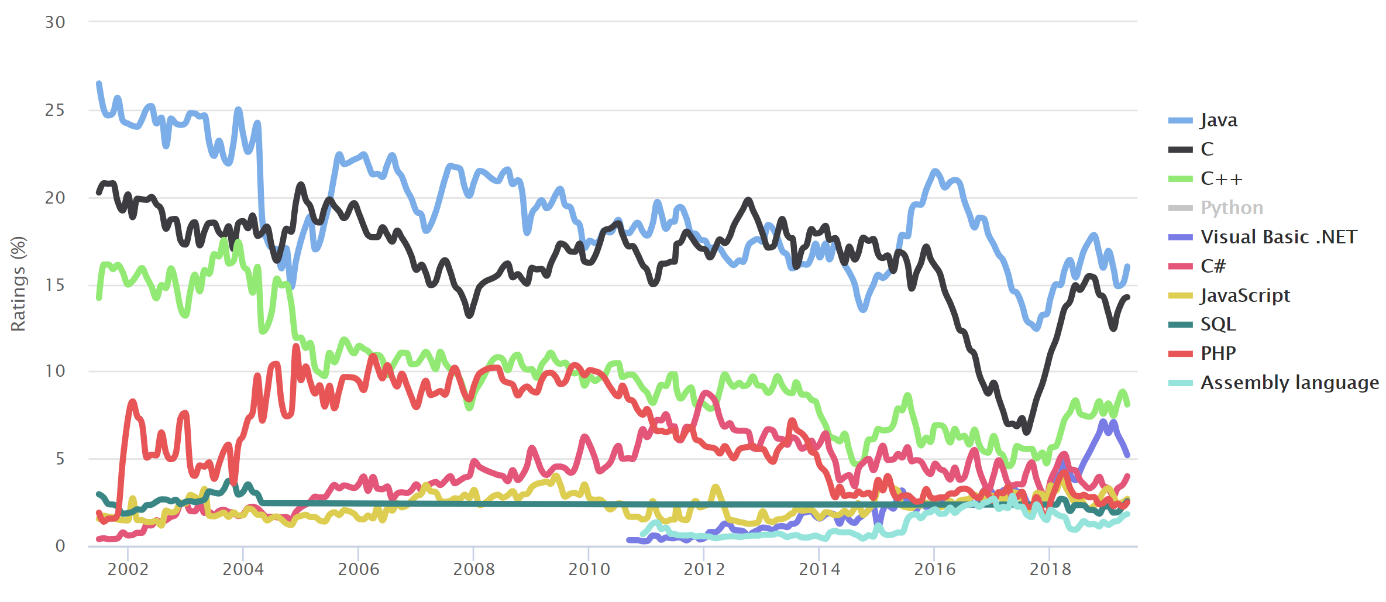 Ratings (%)
30
25
20
15
10
5
0
2002 2004 2006 2008 2010 2012 2014 2016 2018
Java
C
C++
Python
Visual Basic .NET
C#
JavaScript
SQL
PHP
Assembly language